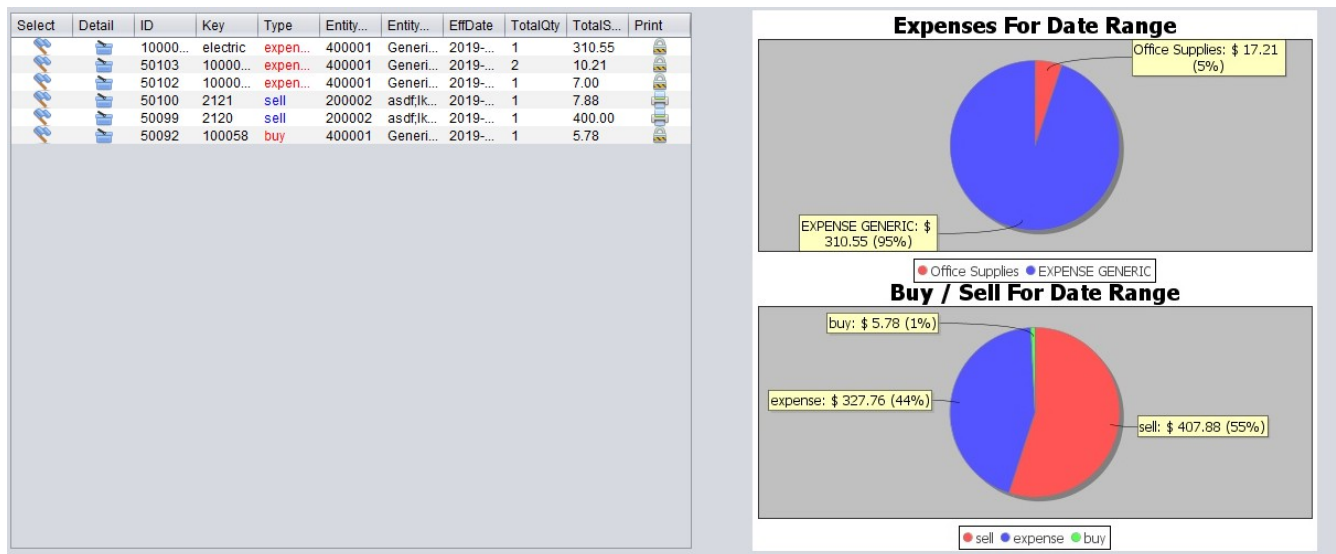 Select Detail ID Key Type Entity... Entity... EffDate TotalQty TotalS... Print
10000... electric expen... 400001 Generi... 2019-... 1 310.55
50103 10000... expen... 400001 Generi... 2019-... 2 10.21
50102 10000... expen... 400001 Generi... 2019-... 1 7.00
50100 2121 sell 200002 asdf;lk... 2019-... 1 7.88
50099 2120 sell 200002 asdf;lk... 2019-... 1 400.00
50092 100058 buy 400001 Generi... 2019-... 1 5.78
Expenses For Date Range
Office Supplies: $ 17.21
(5%)
EXPENSE GENERIC: $
310.55 (95%)
Office Supplies EXPENSE GENERIC
Buy / Sell For Date Range
buy: $ 5.78 (1%)
expense: $ 327.76 (44%)
sell: $ 407.88 (55%)
sell expense buy